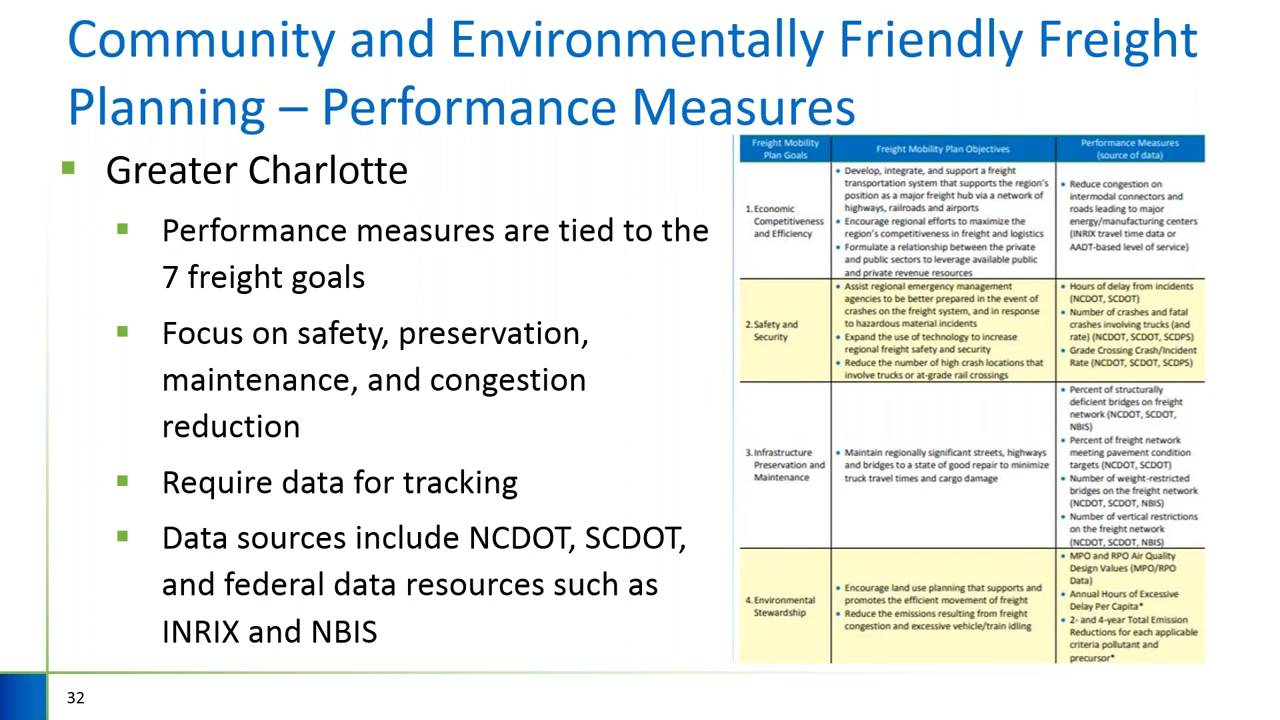 Community and Environmentally Friendly Freight
Planning – Performance Measures
Greater Charlotte
Performance measures are tied to the
7 freight goals
Focus on safety, preservation,
maintenance, and congestion
reduction
Require data for tracking
Data sources include NCDOT, SCDOT,
and federal data resources such as
INRIX and NBIS
Freight Mobility
Plan Goals
Freight Mobility Plan Objectives
Performance Measures
(source of data)
1. Economic
Competitiveness
and Efficiency
• Develop, integrate, and support a freight
transportation system that supports the region's
position as a major freight hub via a network of
highways, railroads and airports
• Encourage regional efforts to maximize the
region's competitiveness in freight and logistics
• Formulate a relationship between the private
and public sectors to leverage available public
and private revenue resources
• Reduce congestion on
intermodal connectors and
roads leading to major
energy/manufacturing centers
(INRIX travel time data or
AADT-based level of service)
2. Safety and
Security
• Assist regional emergency management
agencies to be better prepared in the event of
crashes on the freight system, and in response
to hazardous material incidents
• Expand the use of technology to increase
regional freight safety and security
• Reduce the number of high crash locations that
involve trucks or at-grade rail crossings
• Hours of delay from incidents
(NCDOT, SCDOT)
• Number of crashes and fatal
crashes involving trucks (and
rate) (NCDOT, SCDOT, SCDPS)
• Grade Crossing Crash/Incident
Rate (NCDOT, SCDOT, SCDPS)
3. Infrastructure
Preservation and
Maintenance
• Maintain regionally significant streets, highways
and bridges to a state of good repair to minimize
truck travel times and cargo damage
• Percent of structurally
deficient bridges on freight
network (NCDOT, SCDOT,
NBIS)
• Percent of freight network
meeting pavement condition
targets (NCDOT, SCDOT)
• Number of weight-restricted
bridges on the freight network
(NCDOT, SCDOT, NBIS)
• Number of vertical restrictions
on the freight network
(NCDOT, SCDOT, NBIS)
4. Environmental
Stewardship
• Encourage land use planning that supports and
promotes the efficient movement of freight
• Reduce the emissions resulting from freight
congestion and excessive vehicle/train idling
• MPO and RPO Air Quality
Design Values (MPO/RPO
Data)
• Annual Hours of Excessive
Delay Per Capita*
• 2- and 4-year Total Emission
Reductions for each applicable
criteria pollutant and
precursor*
32